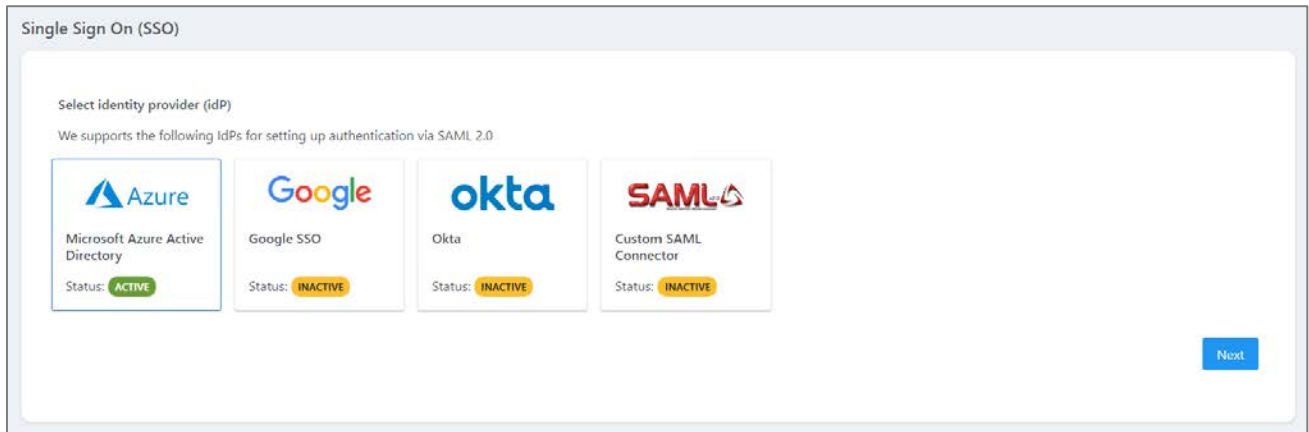 Single Sign On (SSO)
Select identity provider (idP)
We supports the following IdPs for setting up authentication via SAML 2.0
Azure
Google
okta
SAML
Microsoft Azure Active
Directory
Google SSO
Okta
Custom SAML
Connector
Status: ACTIVE
Status: INACTIVE
Status: INACTIVE
Status: INACTIVE
Next